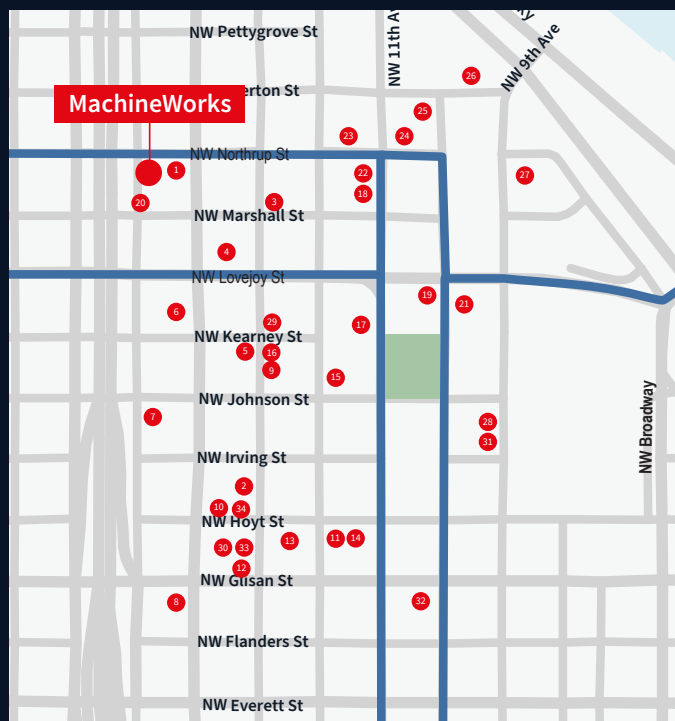 NW Pettygrove St
NW 11th Av
ky
NW 9th Ave
26
erton St
MachineWorks
25
23
24
NW Northrup St
1
22
27
18
20
3
NW Marshall St
4
NW Lovejoy St
19
21
6
29
17
NW Kearney St
5
16
9
15
NW Johnson St
NW Broadway
7
28
31
NW Irving St
2
10
34
NW Hoyt St
30
33
13
11
14
12
NW Glisan St
8
32
NW Flanders St
NW Everett St